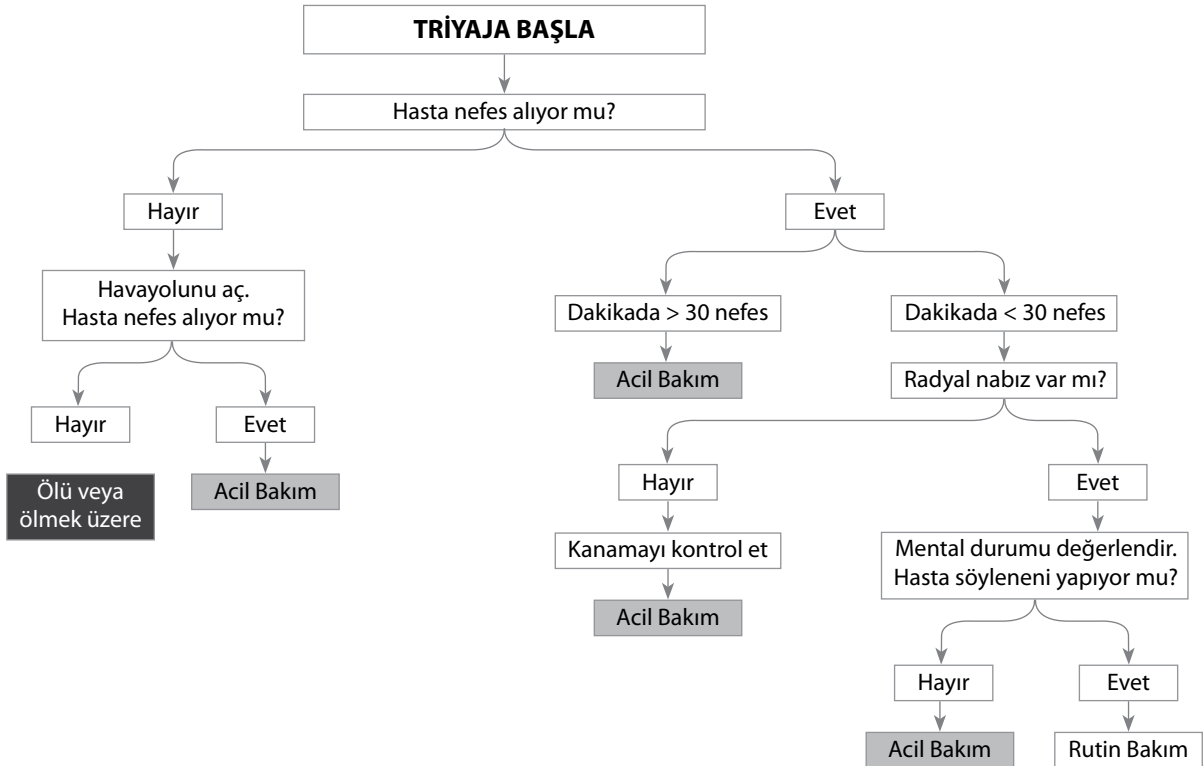 TRİYAJA BAŞLA
Hasta nefes alıyor mu?
Hayır
Evet
Havayolunu aç.
Hasta nefes alıyor mu?
Dakikada > 30 nefes
Dakikada < 30 nefes
Acil Bakım
Radyal nabız var mı?
Hayır
Evet
Hayır
Evet
Ölü veya
ölmek üzere
Acil Bakım
Kanamayı kontrol et
Mental durumu değerlendir.
Hasta söyleneni yapıyor mu?
Acil Bakım
Hayır
Evet
Acil Bakım
Rutin Bakım